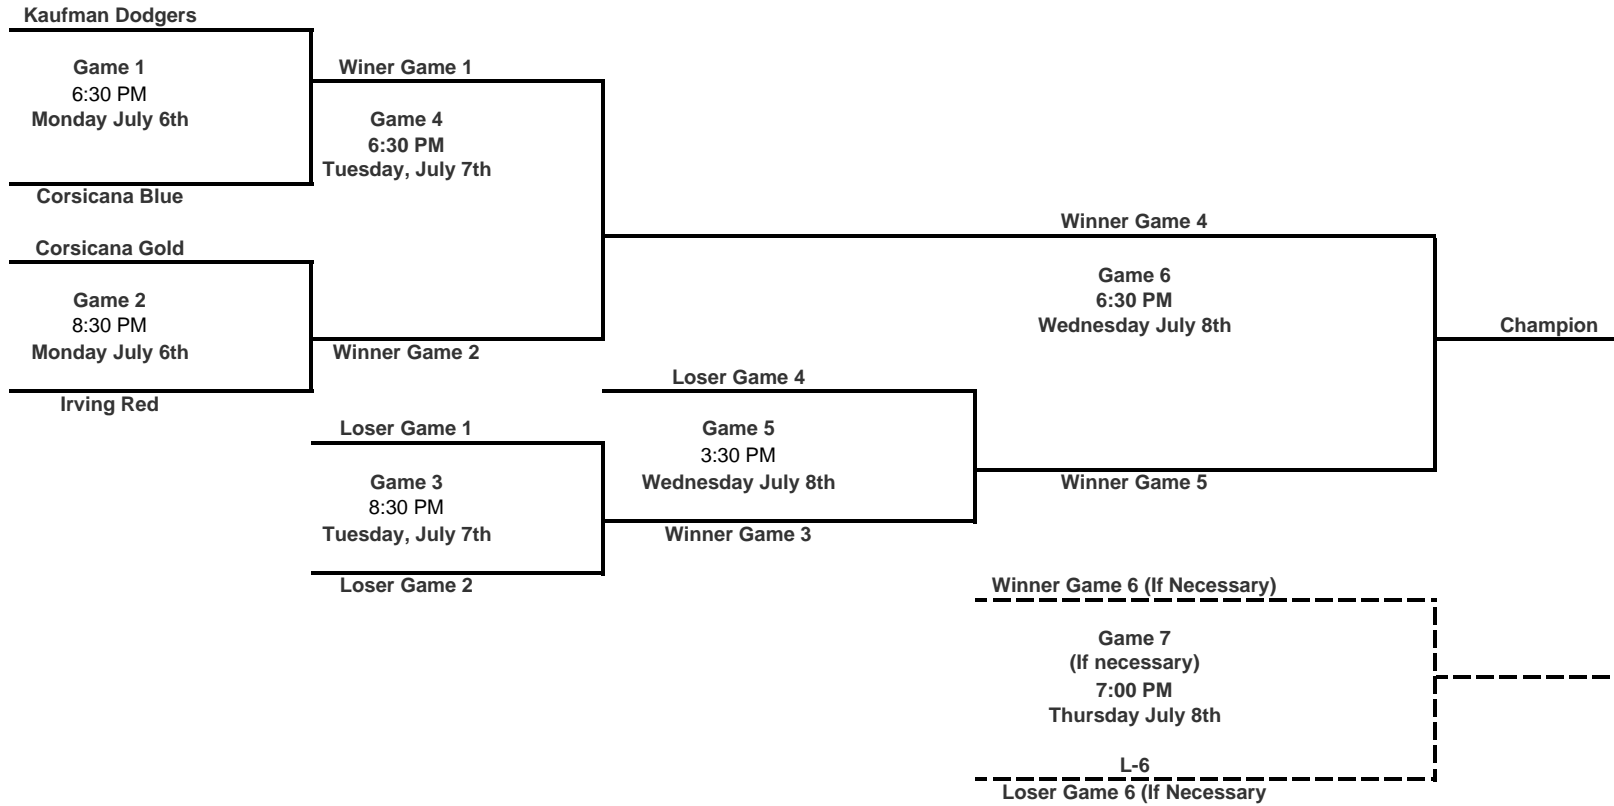 Kaufman Dodgers
Game 1
6:30 PM
Monday July 6th
Corsicana Blue
Corsicana Gold
Game 2
8:30 PM
Monday July 6th
Irving Red
Winer Game 1
Game 4
6:30 PM
Tuesday, July 7th
Winner Game 2
Loser Game 1
Game 3
8:30 PM
Tuesday, July 7th
Loser Game 2
Loser Game 4
Game 5
3:30 PM
Wednesday July 8th
Winner Game 3
Winner Game 4
Game 6
6:30 PM
Wednesday July 8th
Winner Game 5
Champion
Winner Game 6 (If Necessary)
Game 7
(If necessary)
7:00 PM
Thursday July 8th
L-6
Loser Game 6 (If Necessary